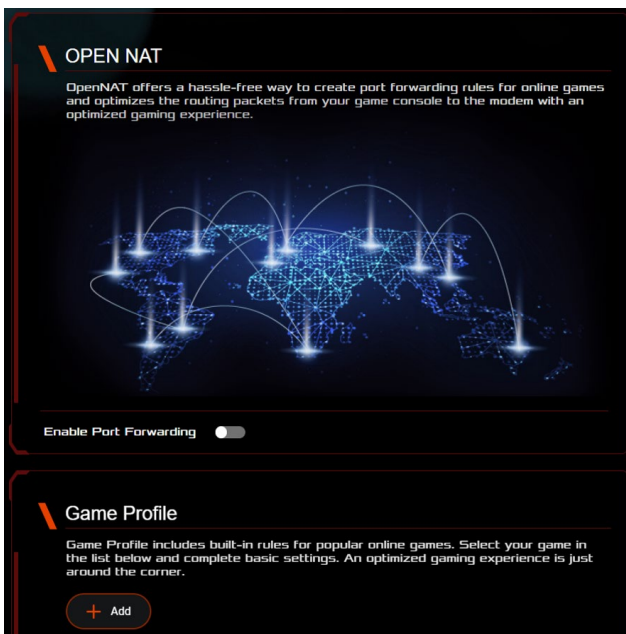 OPEN NAT
OpenNAT offers a hassle-free way to create port forwarding rules for online games
and optimizes the routing packets from your game console to the modem with an
optimized gaming experience.
Enable Port Forwarding
Game Profile
Game Profile includes built-in rules for popular online games. Select your game in
the list below and complete basic settings. An optimized gaming experience is just
around the corner.
+ Add